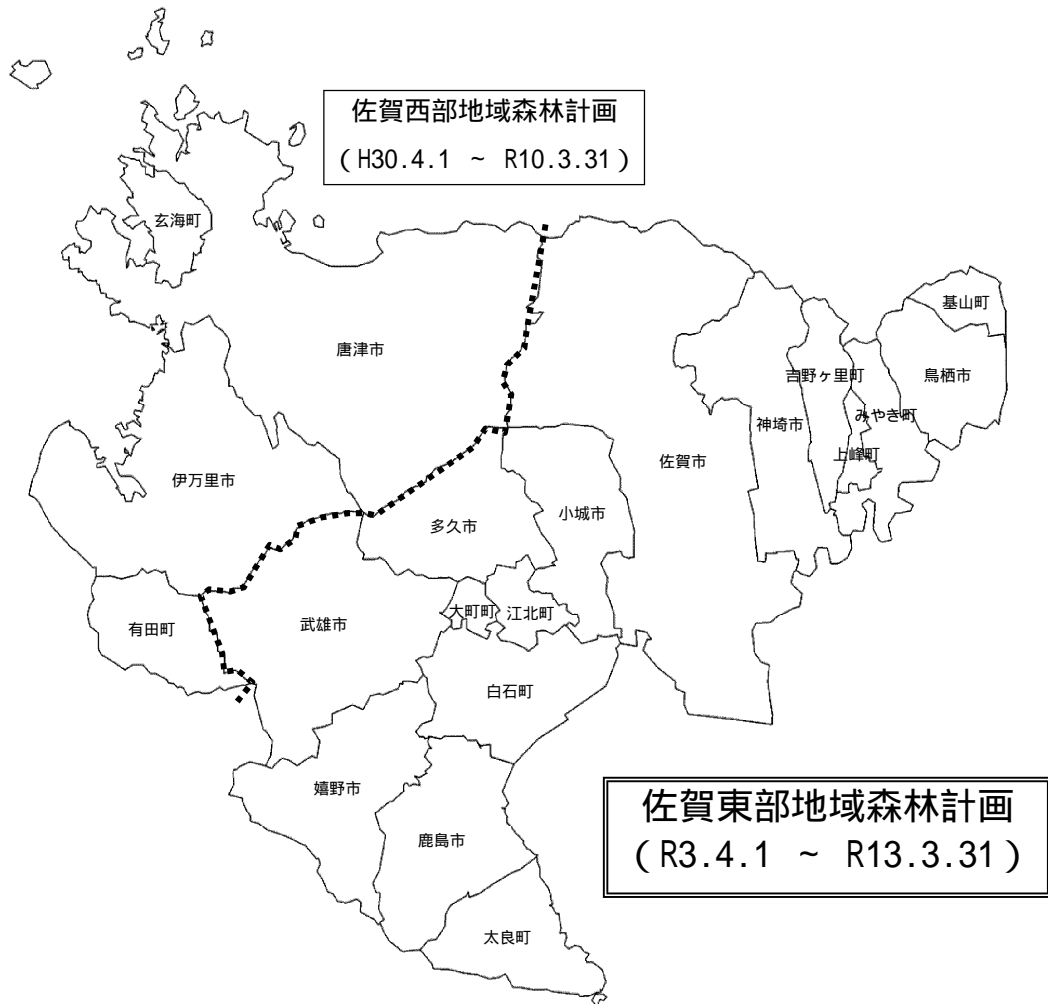 佐賀西部地域森林計画
（H30.4.1 ~ R10.3.31）
玄海町
基山町
唐津市
吉野ヶ里町
鳥栖市
みやき町
神埼市
佐賀市
上峰町
伊万里市
小城市
多久市
大町町
江北町
有田町
武雄市
白石町
嬉野市
鹿島市
佐賀東部地域森林計画
（R3.4.1 ~ R13.3.31）
太良町